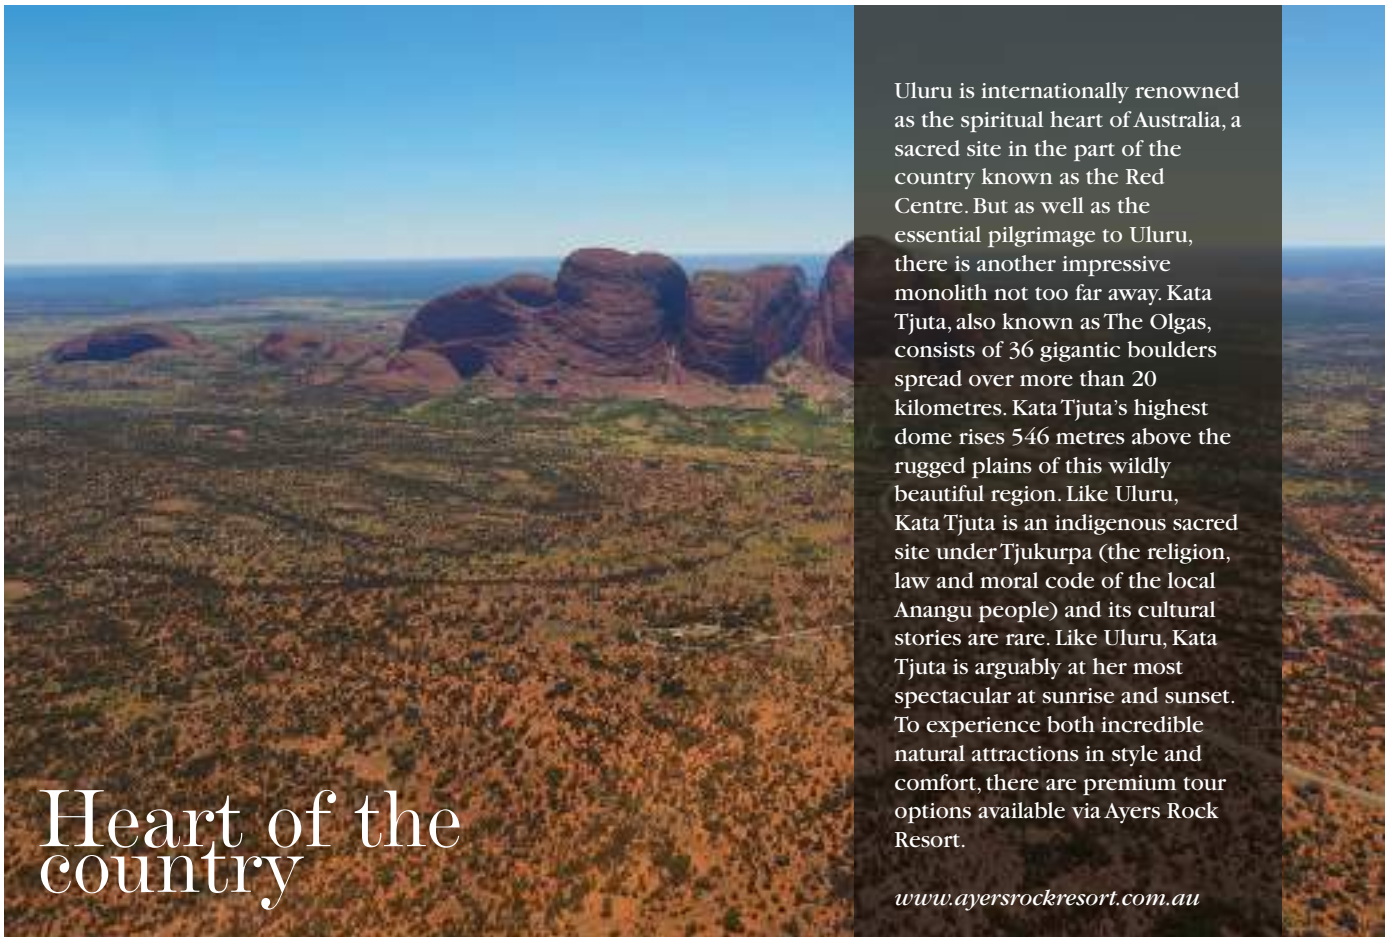 Uluru is internationally renowned
as the spiritual heart of Australia, a
sacred site in the part of the
country known as the Red
Centre. But as well as the
essential pilgrimage to Uluru,
there is another impressive
monolith not too far away. Kata
Tjuta, also known as The Olgas,
consists of 36 gigantic boulders
spread over more than 20
kilometres. Kata Tjuta’s highest
dome rises 546 metres above the
rugged plains of this wildly
beautiful region. Like Uluru,
Kata Tjuta is an indigenous sacred
site under Tjukurpa (the religion,
law and moral code of the local
Anangu people) and its cultural
stories are rare. Like Uluru, Kata
Tjuta is arguably at her most
spectacular at sunrise and sunset.
To experience both incredible
natural attractions in style and
comfort, there are premium tour
options available via Ayers Rock
Resort.
www.ayersrockresort.com.au
Heart of the
country